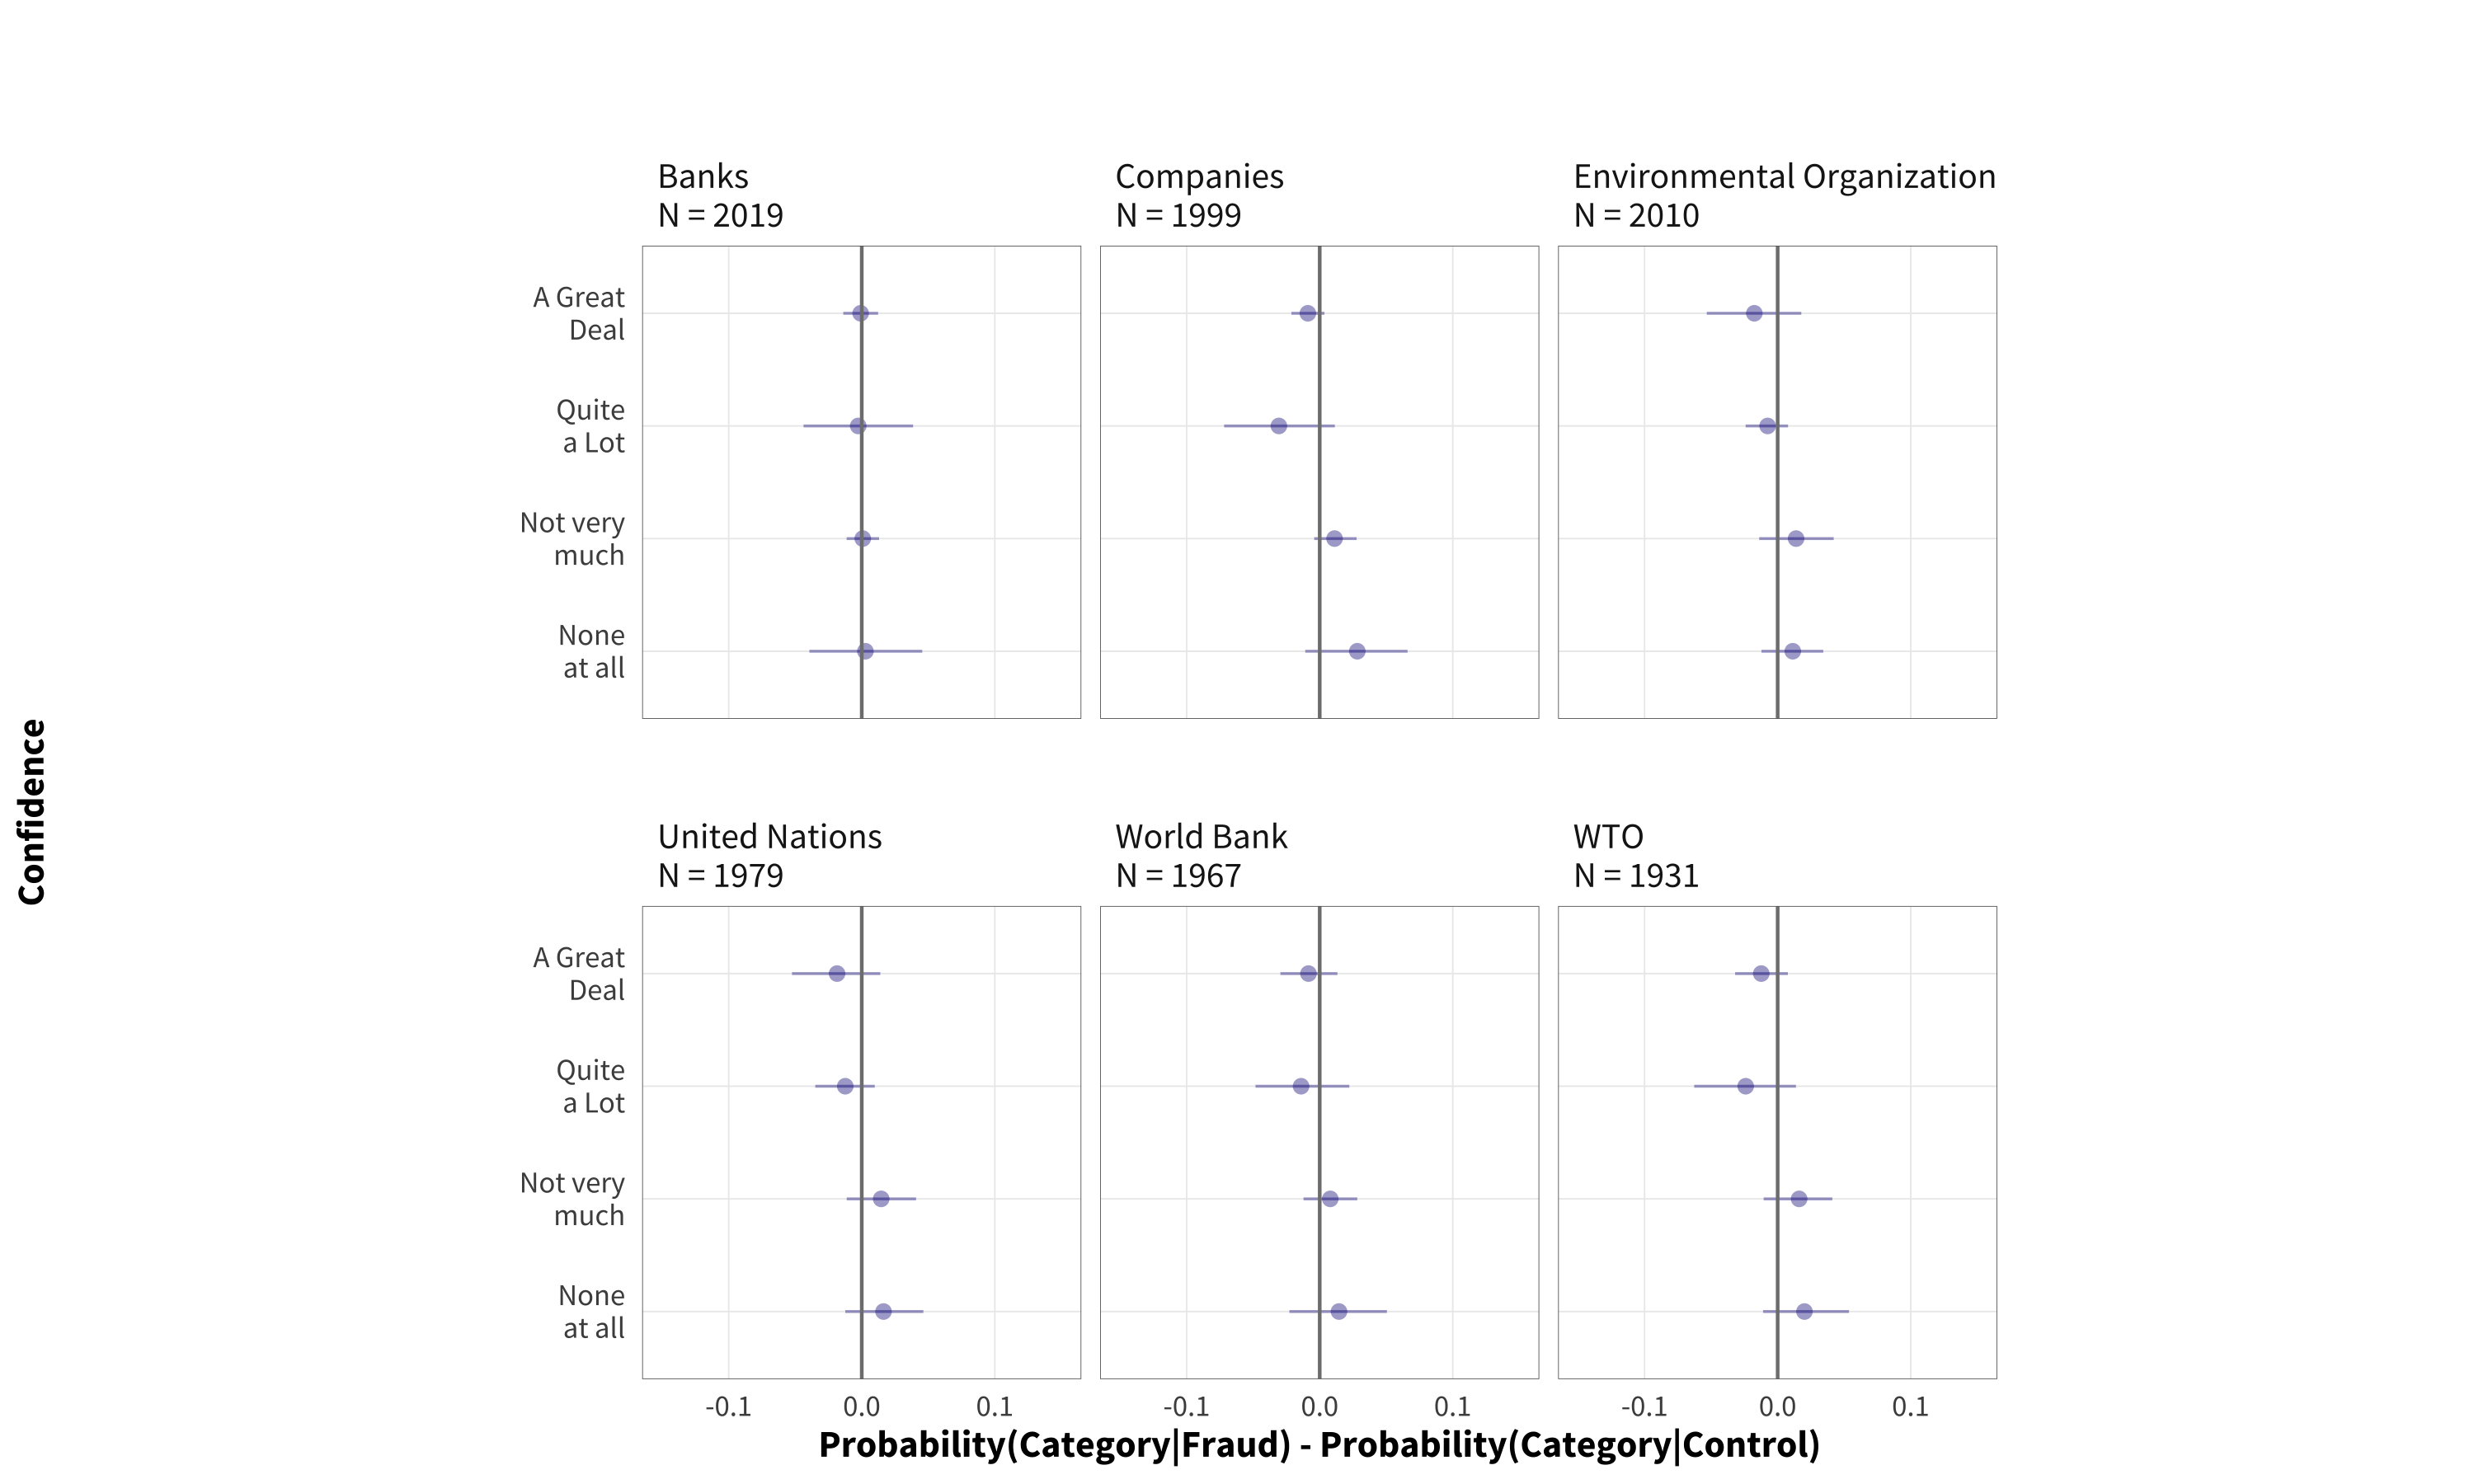 Banks
N = 2019
Companies
N = 1999
Environmental Organization
N = 2010
A Great
Deal
Quite
a Lot
Not very
much
None
at all
Confidence
United Nations
N = 1979
World Bank
N = 1967
WTO
N = 1931
A Great
Deal
Quite
a Lot
Not very
much
None
at all
-0.1 0.0 0.1 -0.1 0.0 0.1 -0.1 0.0 0.1
Probability(Category|Fraud) - Probability(Category|Control)